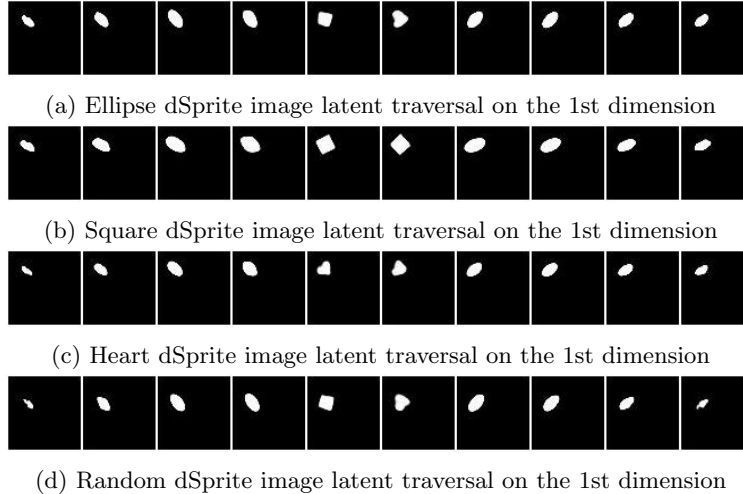 (a) Ellipse dSprite image latent traversal on the 1st dimension
(b) Square dSprite image latent traversal on the 1st dimension
(c) Heart dSprite image latent traversal on the 1st dimension
(d) Random dSprite image latent traversal on the 1st dimension